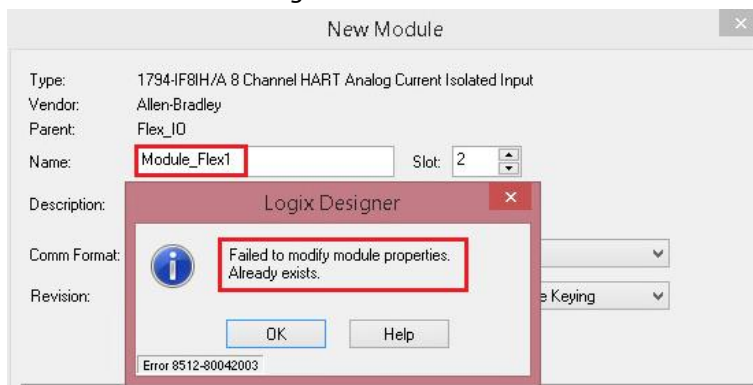 New Module
Type: 1794-IF8IH/A 8 Channel HART Analog Current Isolated Input
Vendor: Allen-Bradley
Parent: Flex_IO
Name: Module_Flex1 Slot: 2
Description:
Logix Designer
Failed to modify module properties.
Already exists.
Comm Format:
Revision: e Keying
OK Help
Error 8512-80042003